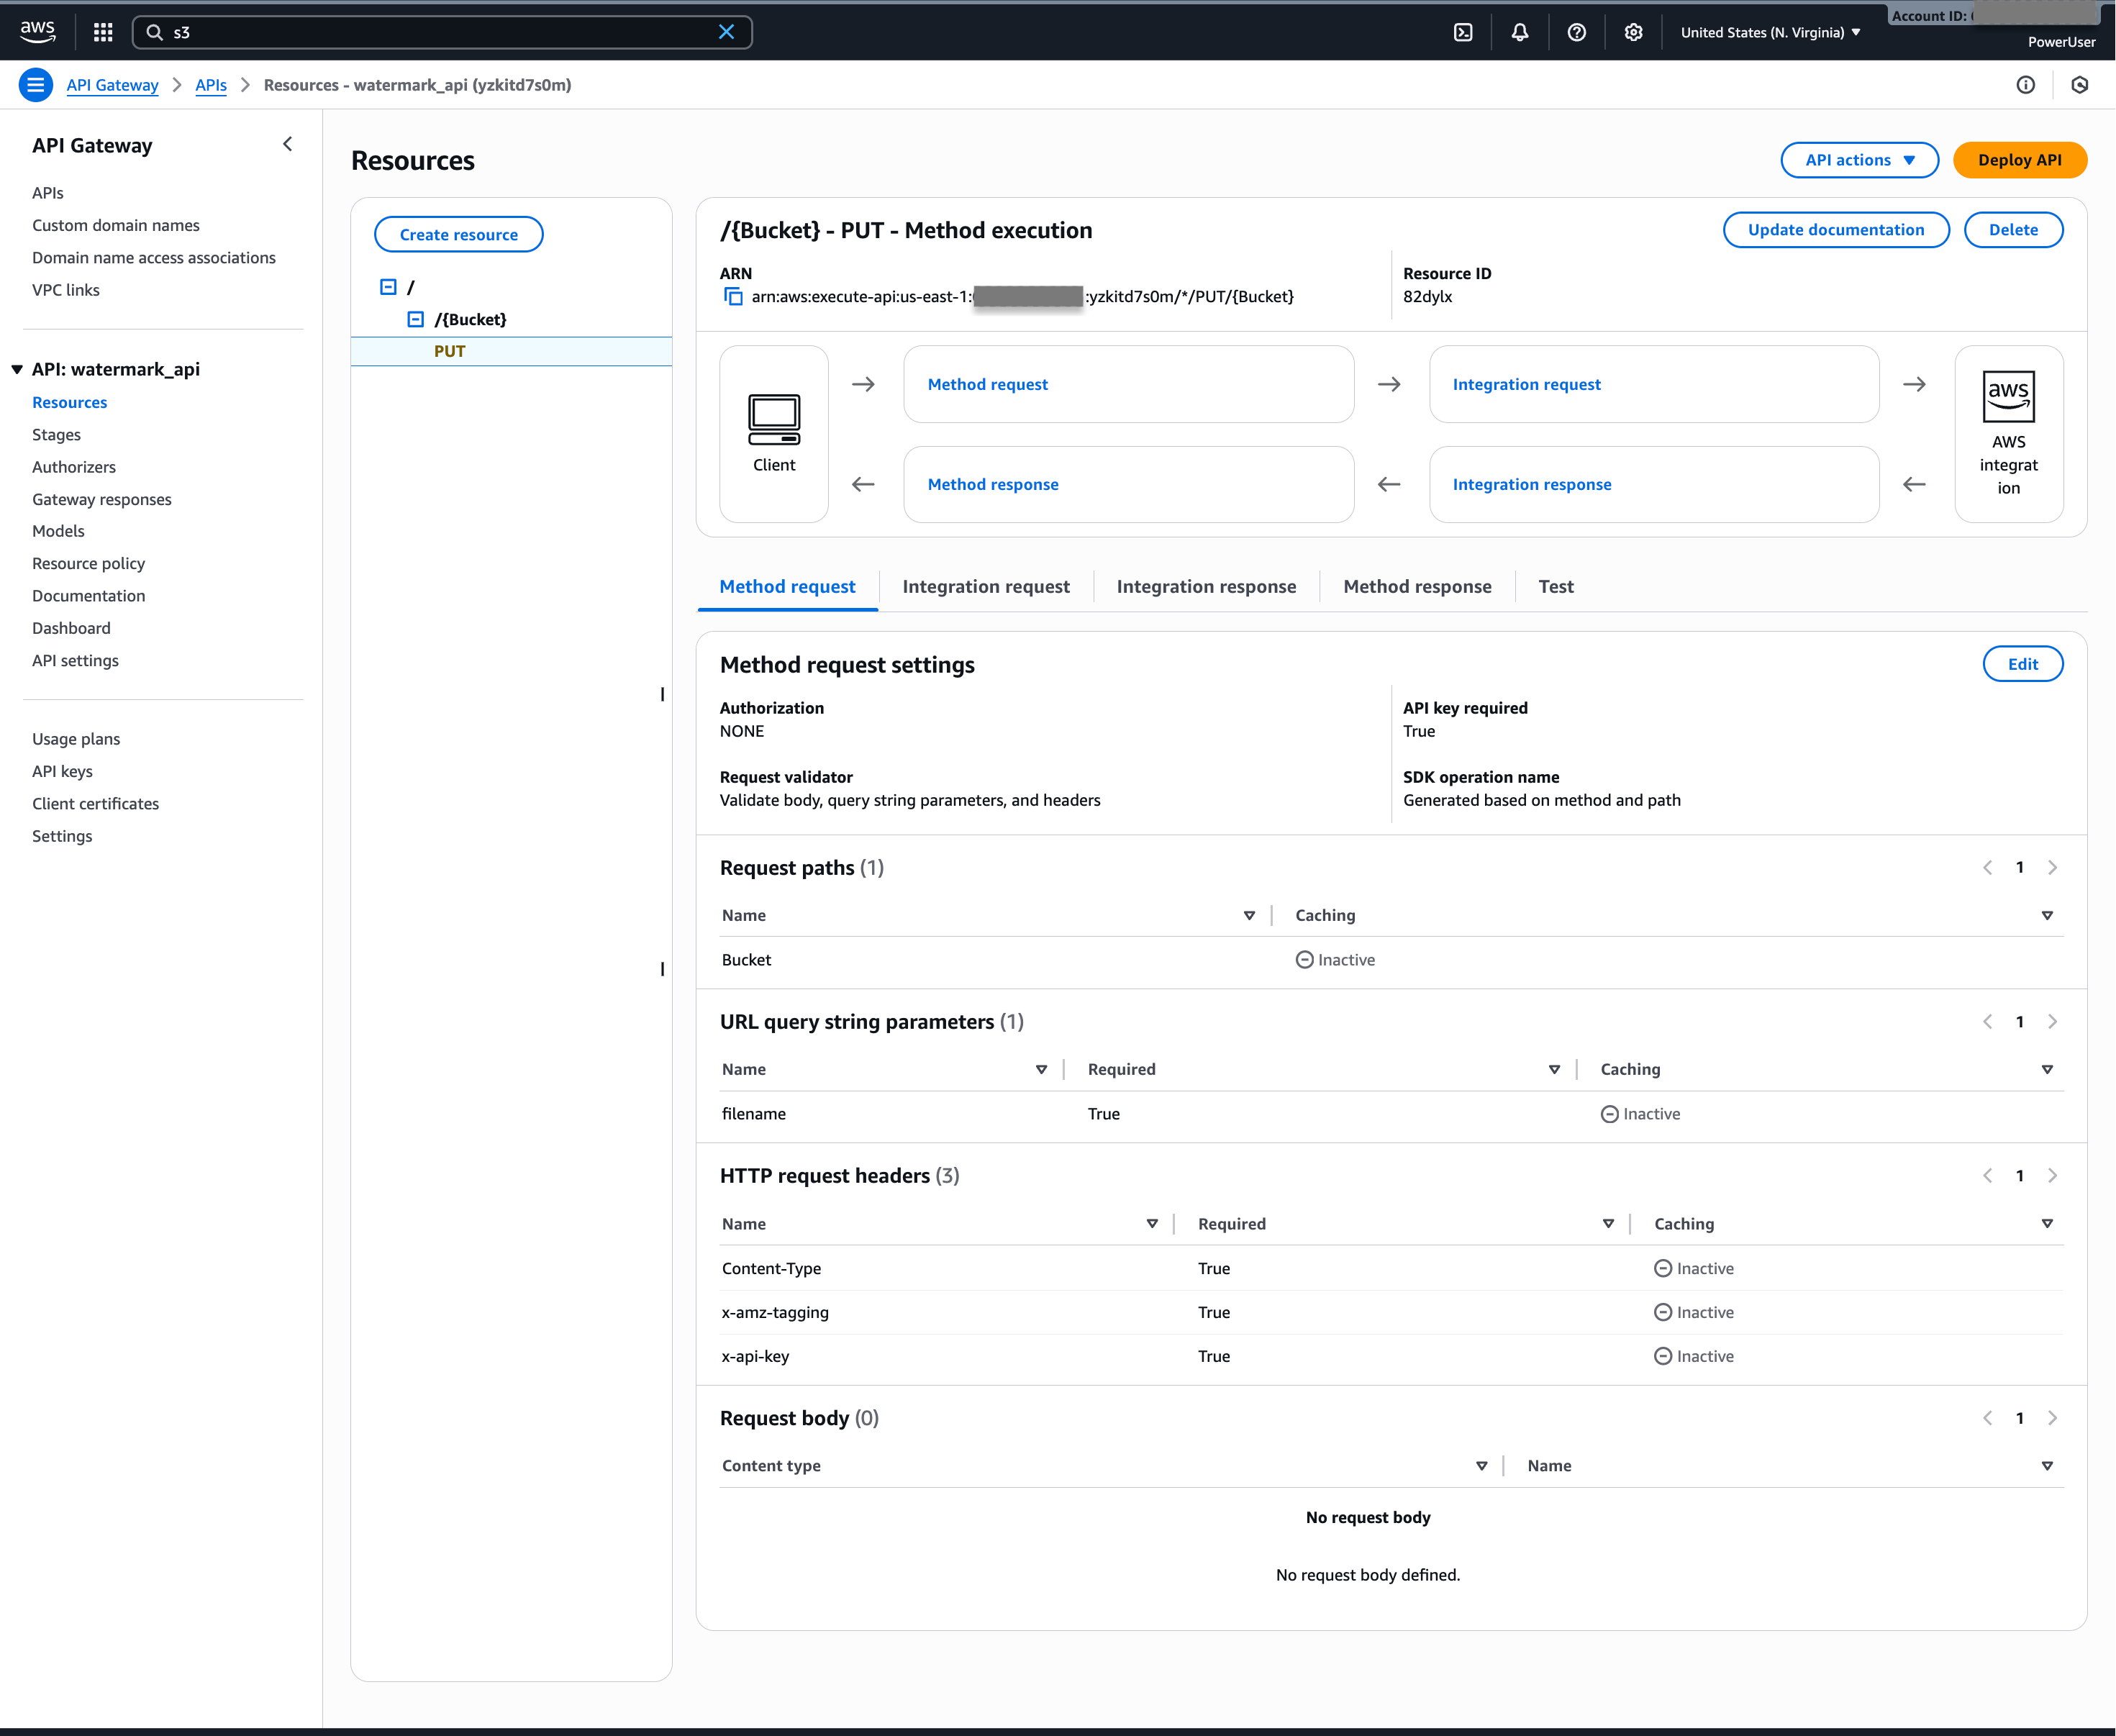 aws
s3
United States (N. Virginia)
Account ID:
PowerUser
API Gateway
APIs
Resources - watermark_api (yzkitd7s0m)
API Gateway
APIs
Custom domain names
Domain name access associations
VPC links
API: watermark_api
Resources
Stages
Authorizers
Gateway responses
Models
Resource policy
Documentation
Dashboard
API settings
Usage plans
API keys
Client certificates
Settings
Resources
API actions
Deploy API
Create resource
/
/{Bucket}
PUT
/{Bucket} - PUT - Method execution
Update documentation
Delete
ARN
arn:aws:execute-api:us-east-1: :yzkitd7s0m/*/PUT/{Bucket}
Resource ID
82dylx
Client
Method request
Integration request
Method response
Integration response
aws
AWS
integrat
ion
Method request
Integration request
Integration response
Method response
Test
Method request settings
Edit
Authorization
NONE
API key required
True
Request validator
Validate body, query string parameters, and headers
SDK operation name
Generated based on method and path
Request paths (1)
1
Name
Caching
Bucket
Inactive
URL query string parameters (1)
1
Name
Required
Caching
filename
True
Inactive
HTTP request headers (3)
1
Name
Required
Caching
Content-Type
True
Inactive
x-amz-tagging
True
Inactive
x-api-key
True
Inactive
Request body (0)
1
Content type
Name
No request body
No request body defined.